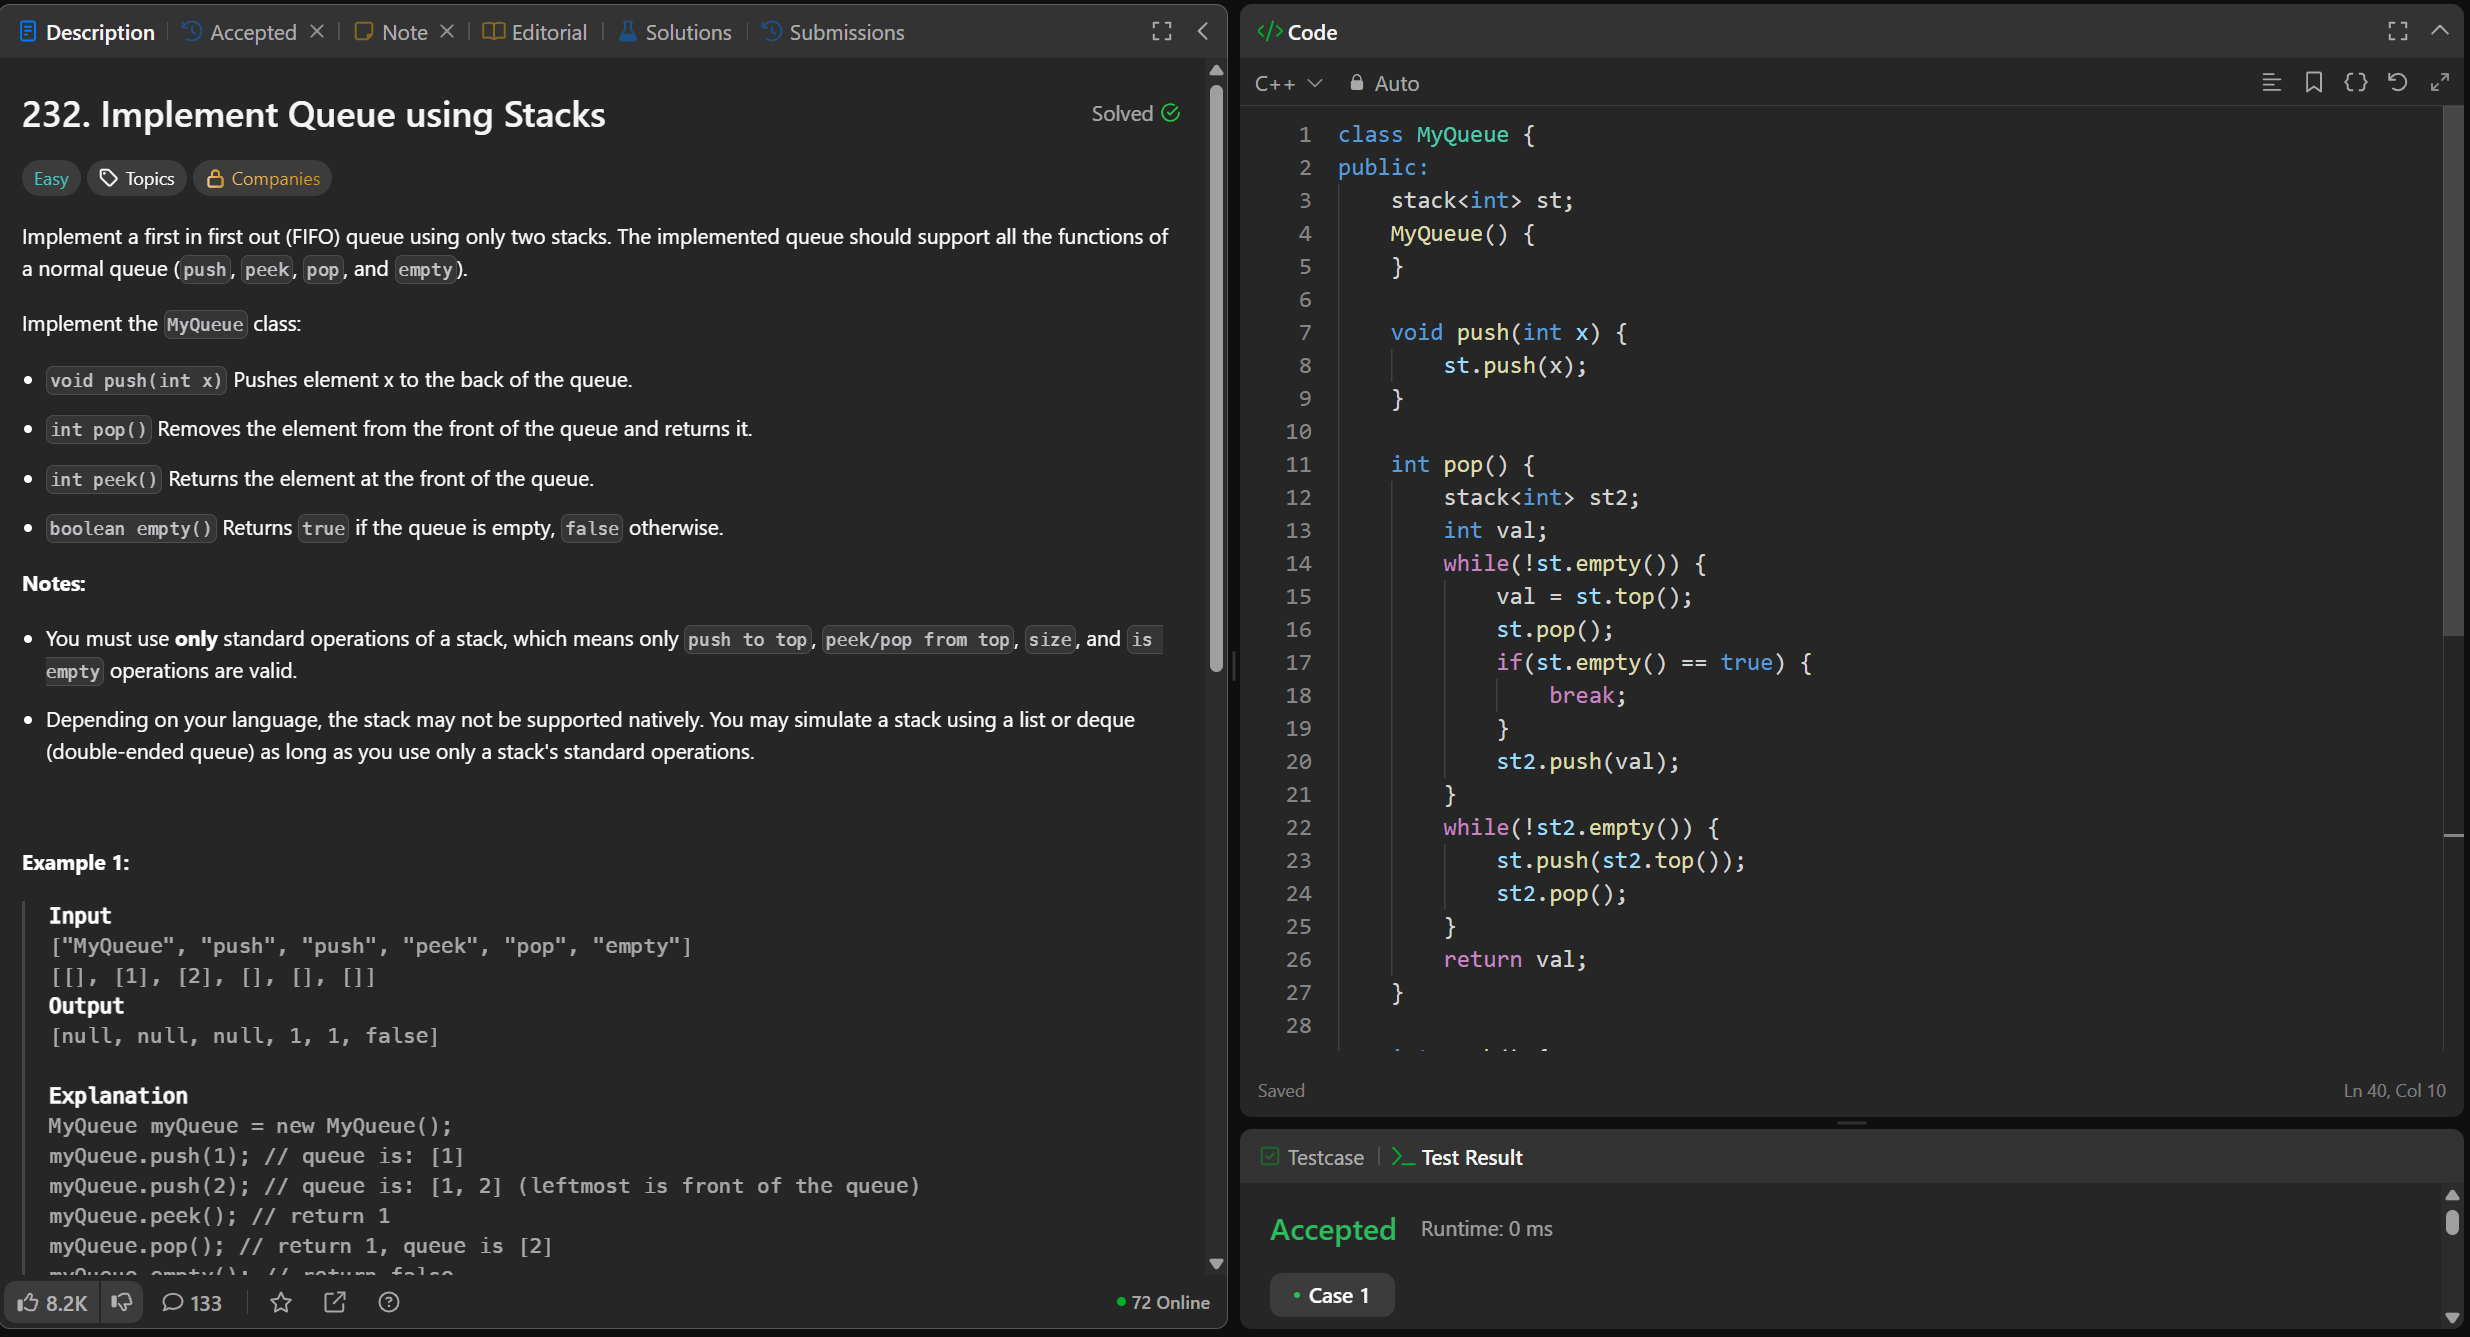 Description
Accepted
Note
Editorial
Solutions
Submissions
232. Implement Queue using Stacks
Solved
Easy
Topics
Companies
Implement a first in first out (FIFO) queue using only two stacks. The implemented queue should support all the functions of
a normal queue (push, peek, pop, and empty).
Implement the MyQueue class:
• void push(int x) Pushes element x to the back of the queue.
• int pop() Removes the element from the front of the queue and returns it.
• int peek() Returns the element at the front of the queue.
• boolean empty() Returns true if the queue is empty, false otherwise.
Notes:
• You must use only standard operations of a stack, which means only push to top, peek/pop from top, size, and is
empty operations are valid.
• Depending on your language, the stack may not be supported natively. You may simulate a stack using a list or deque
(double-ended queue) as long as you use only a stack's standard operations.
Example 1:
Input
["MyQueue", "push", "push", "peek", "pop", "empty"]
[[], [1], [2], [], [], []]
Output
[null, null, null, 1, 1, false]
Explanation
MyQueue myQueue = new MyQueue();
myQueue.push(1); // queue is: [1]
myQueue.push(2); // queue is: [1, 2] (leftmost is front of the queue)
myQueue.peek(); // return 1
myQueue.pop(); // return 1, queue is [2]
myQueue.empty(); // return false
8.2K
133
72 Online
</> Code
C++
Auto
1 class MyQueue {
2 public:
3 stack<int> st;
4 MyQueue() {
5 }
6
7 void push(int x) {
8 st.push(x);
9 }
10
11 int pop() {
12 stack<int> st2;
13 int val;
14 while(!st.empty()) {
15 val = st.top();
16 st.pop();
17 if(st.empty() == true) {
18 break;
19 }
20 st2.push(val);
21 }
22 while(!st2.empty()) {
23 st.push(st2.top());
24 st2.pop();
25 }
26 return val;
27 }
28
Saved
Ln 40, Col 10
Testcase
Test Result
Accepted
Runtime: 0 ms
• Case 1